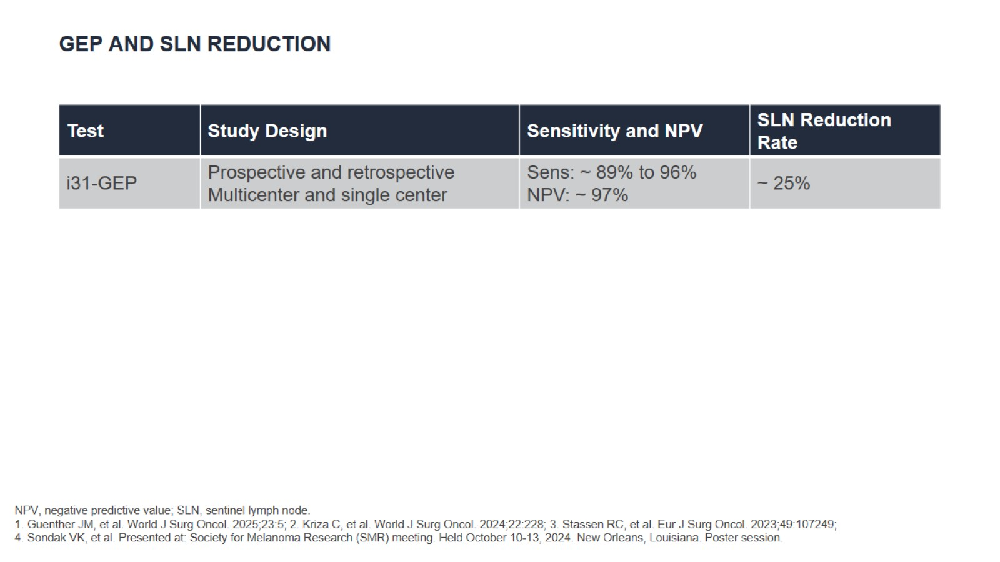 GEP AND SLN REDUCTION
Test
Study Design
Sensitivity and NPV
SLN Reduction
Rate
i31-GEP
Prospective and retrospective
Multicenter and single center
Sens: ~ 89% to 96%
NPV: ~ 97%
~ 25%
NPV, negative predictive value; SLN, sentinel lymph node.
1. Guenther JM, et al. World J Surg Oncol. 2025;23:5; 2. Kriza C, et al. World J Surg Oncol. 2024;22:228; 3. Stassen RC, et al. Eur J Surg Oncol. 2023;49:107249;
4. Sondak VK, et al. Presented at: Society for Melanoma Research (SMR) meeting. Held October 10-13, 2024. New Orleans, Louisiana. Poster session.